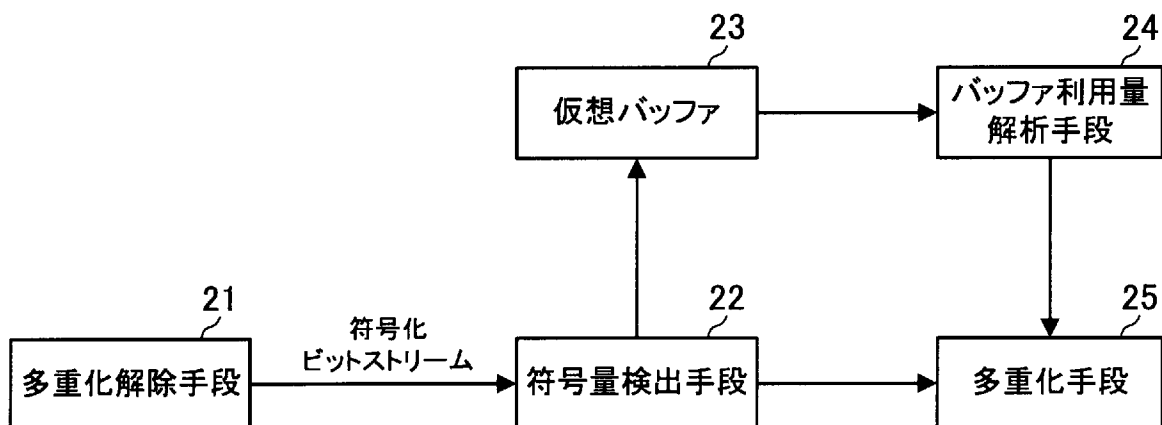 23
仮想バッファ
24
バッファ利用量
解析手段
21
多重化解除手段
符号化
ビットストリーム
22
符号量検出手段
25
多重化手段